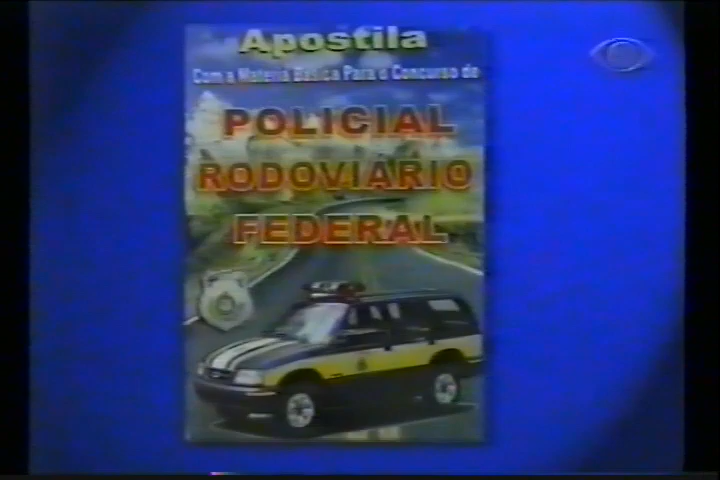 Apostila
Com a Matéria Básica Para o Concurso de
POLICIAL
RODOVIÁRIO
FEDERAL